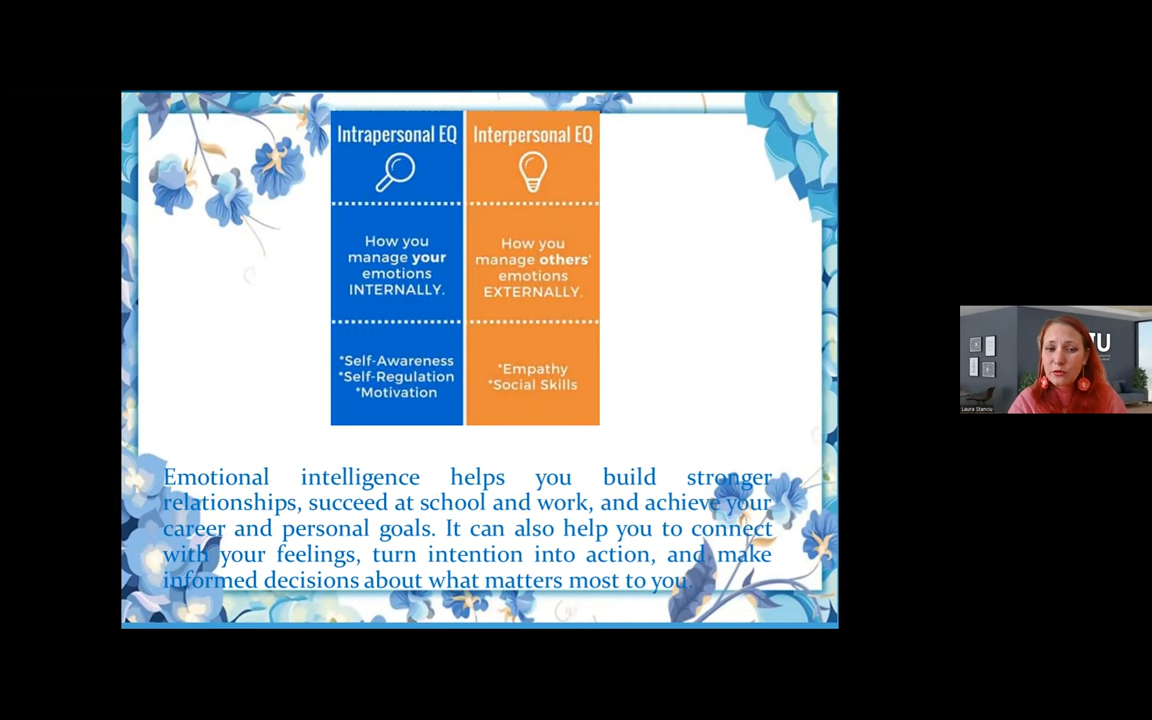 Intrapersonal EQ
How you
manage your
emotions
INTERNALLY.
*Self-Awareness
*Self-Regulation
*Motivation
Interpersonal EQ
How you
manage others'
emotions
EXTERNALLY.
*Empathy
*Social Skills
Emotional intelligence helps you build stronger
relationships, succeed at school and work, and achieve your
career and personal goals. It can also help you to connect
with your feelings, turn intention into action, and make
informed decisions about what matters most to you.
Laura Stanciu